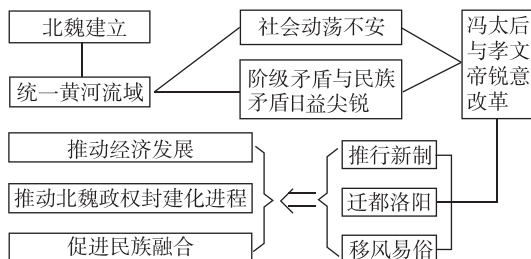 北魏建立
统一黄河流域
社会动荡不安
阶级矛盾与民族
矛盾日益尖锐
冯太后
与孝文
帝锐意
改革
推行新制
迁都洛阳
移风易俗
推动经济发展
推动北魏政权封建化进程
促进民族融合